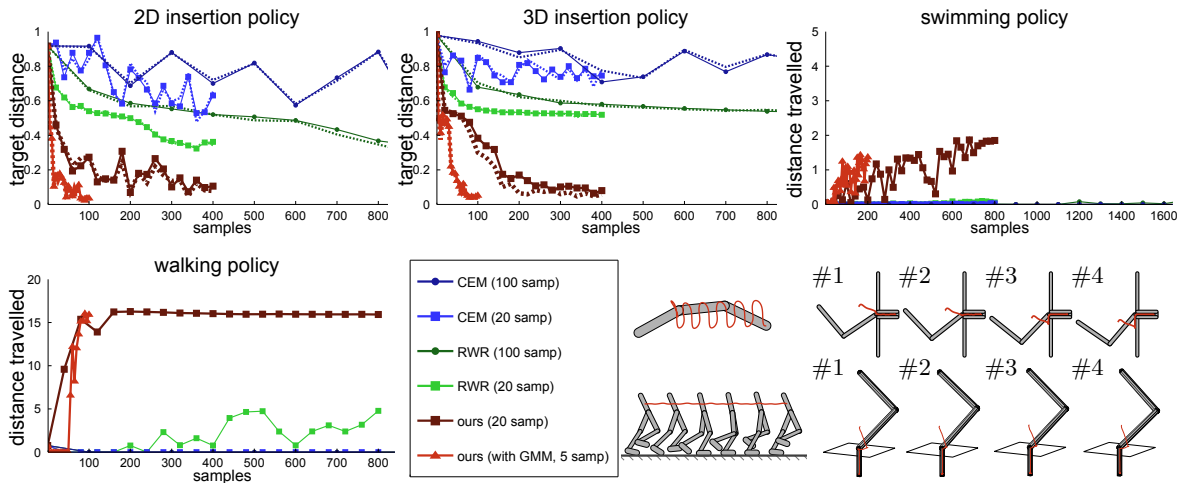 2D insertion policy
target distance
1
0.8
0.6
0.4
0.2
0
100 200 300 400 500 600 700 800
samples
3D insertion policy
target distance
1
0.8
0.6
0.4
0.2
0
100 200 300 400 500 600 700 800
samples
swimming policy
distance travelled
5
4
3
2
1
0
200 400 600 800 1000 1200 1400 1600
samples
walking policy
distance travelled
20
15
10
5
0
100 200 300 400 500 600 700 800
samples
CEM (100 samp)
CEM (20 samp)
RWR (100 samp)
RWR (20 samp)
ours (20 samp)
ours (with GMM, 5 samp)
#1 #2 #3 #4
#1 #2 #3 #4